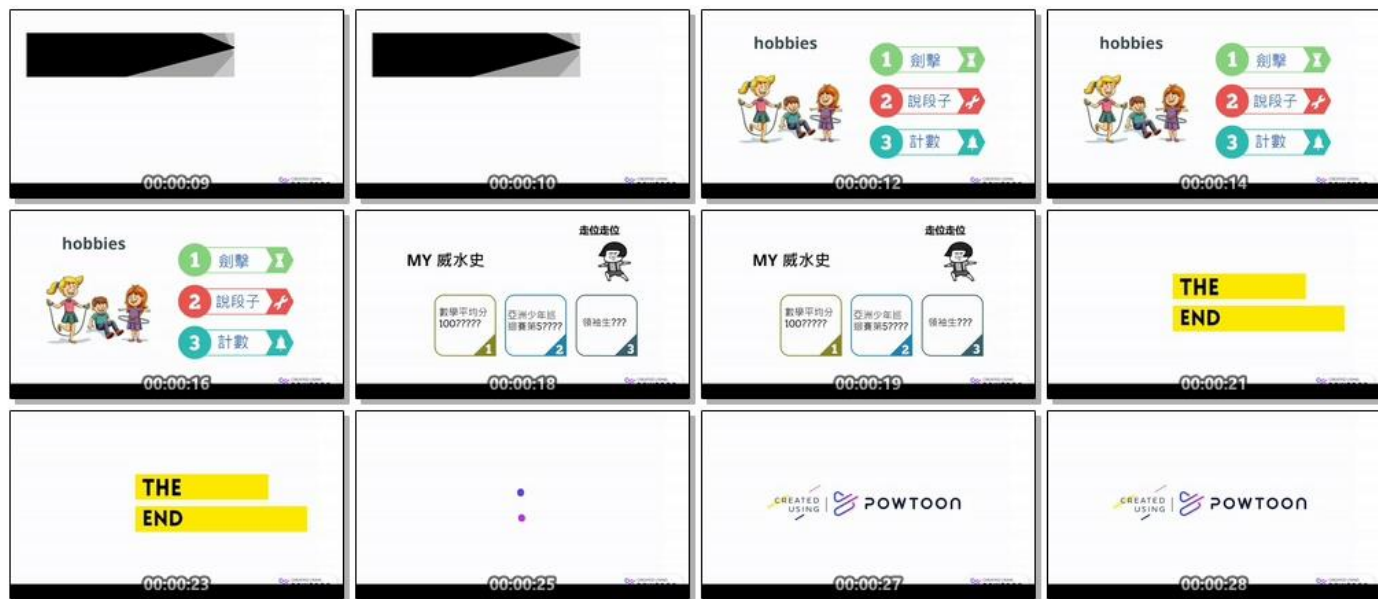 00:00:09
00:00:10
hobbies
1 劍擊
2 說段子
3 計數
00:00:12
hobbies
1 劍擊
2 說段子
3 計數
00:00:14
hobbies
1 劍擊
2 說段子
3 計數
00:00:16
走位走位
MY 威水史
數學平均分
100?????
1
亞洲少年巡
迴賽第5????
2
領袖生???
3
00:00:18
走位走位
MY 威水史
數學平均分
100?????
1
亞洲少年巡
迴賽第5????
2
領袖生???
3
00:00:19
THE
END
00:00:21
THE
END
00:00:23
00:00:25
CREATED
USING
POWTOON
00:00:27
CREATED
USING
POWTOON
00:00:28